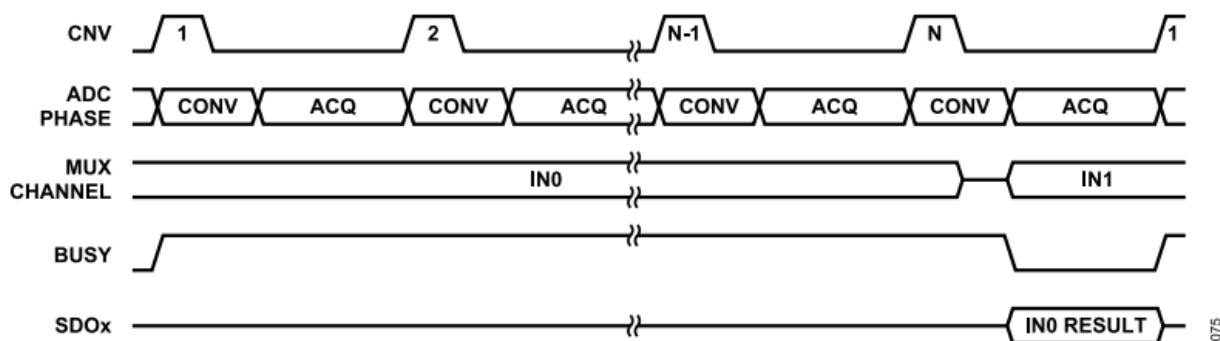 CNV 1 2 N-1 N 1
ADC PHASE CONV ACQ CONV ACQ CONV ACQ CONV ACQ
MUX CHANNEL IN0 IN1
BUSY
SDOx IN0 RESULT
075